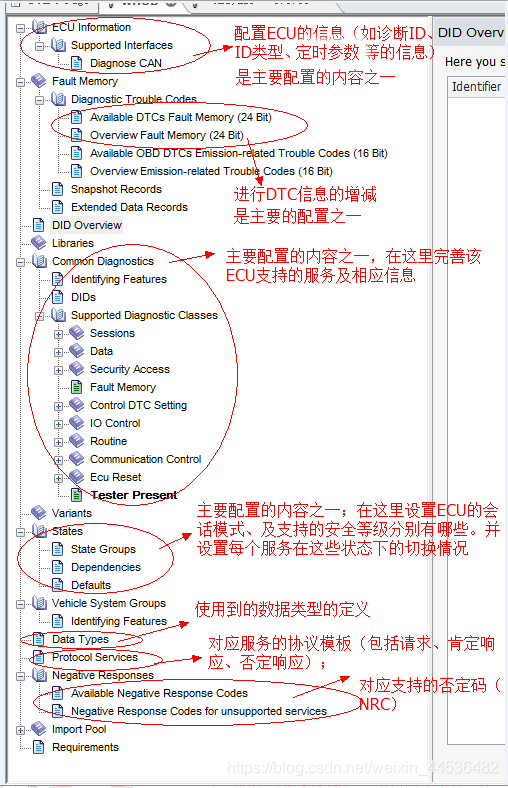 ECU Information
Supported Interfaces
Diagnose CAN
配置ECU的信息（如诊断ID、
ID类型、定时参数 等的信息）
是主要配置的内容之一
DID Overv
Here you s
Identifier
Fault Memory
Diagnostic Trouble Codes
Available DTCs Fault Memory (24 Bit)
Overview Fault Memory (24 Bit)
Available OBD DTCs Emission-related Trouble Codes (16 Bit)
Overview Emission-related Trouble Codes (16 Bit)
Snapshot Records
Extended Data Records
进行DTC信息的增减
是主要的配置之一
DID Overview
Libraries
Common Diagnostics
主要配置的内容之一，在这里完善该
ECU支持的服务及相应信息
Identifying Features
DIDs
Supported Diagnostic Classes
Sessions
Data
Security Access
Fault Memory
Control DTC Setting
IO Control
Routine
Communication Control
Ecu Reset
Tester Present
Variants
States
State Groups
Dependencies
Defaults
主要配置的内容之一；在这里设置ECU的会
话模式、及支持的安全等级分别有哪些。并
设置每个服务在这些状态下的切换情况
Vehicle System Groups
Identifying Features
使用到的数据类型的定义
Data Types
Protocol Services
对应服务的协议模板（包括请求、肯定响
应、否定响应）；
Negative Responses
Available Negative Response Codes
Negative Response Codes for unsupported services
对应支持的否定码（
NRC）
Import Pool
Requirements
https://blog.csdn.net/weixin_44536482